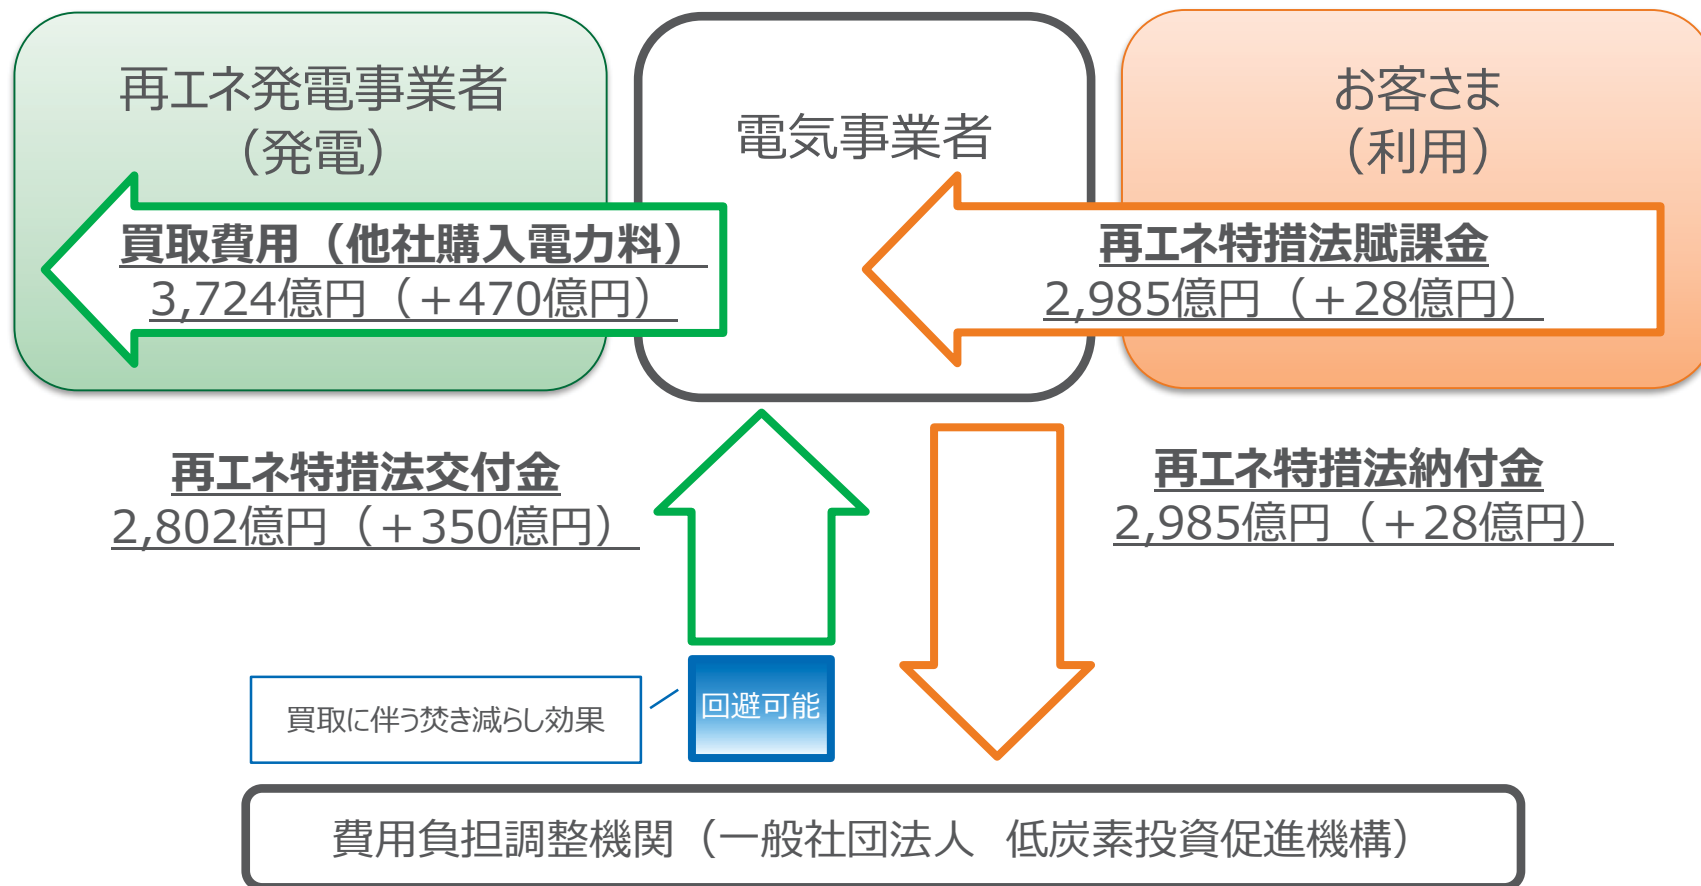 再エネ発電事業者
（発電）
電気事業者
お客さま
（利用）
買取費用（他社購入電力料）
3,724億円（＋470億円）
再エネ特措法賦課金
2,985億円（＋28億円）
再エネ特措法交付金
2,802億円（＋350億円）
再エネ特措法納付金
2,985億円（＋28億円）
買取に伴う焚き減らし効果
回避可能
費用負担調整機関（一般社団法人　低炭素投資促進機構）